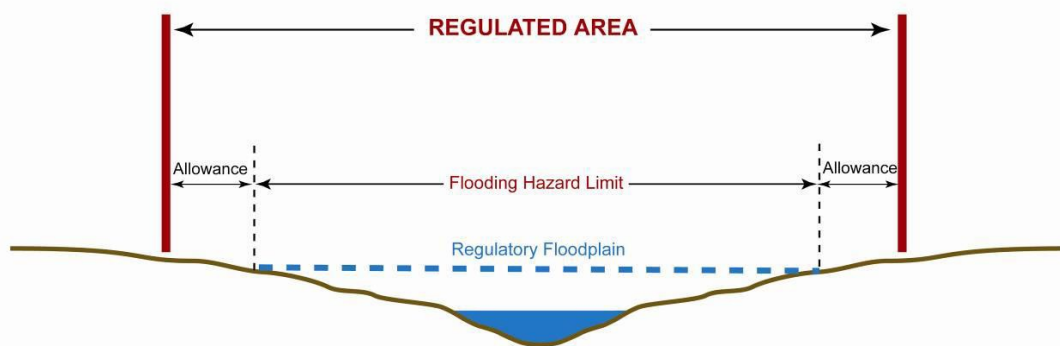 REGULATED AREA
Allowance
Flooding Hazard Limit
Allowance
Regulatory Floodplain